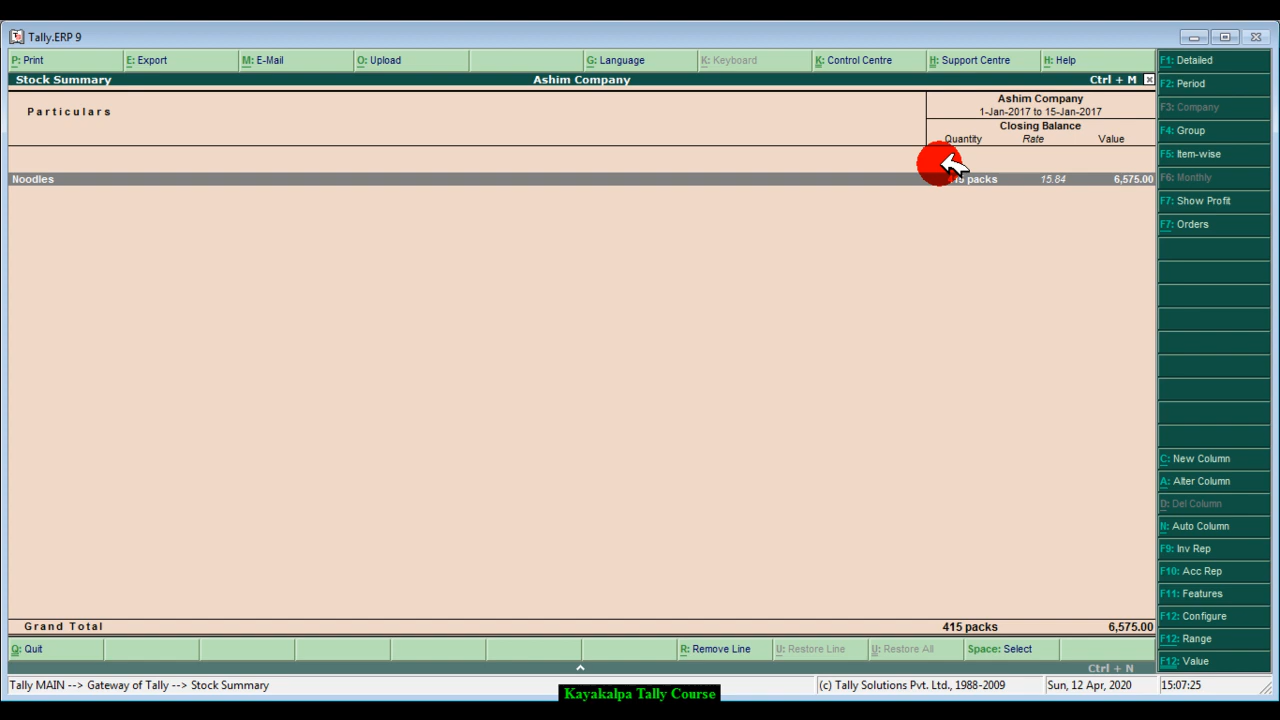 Tally.ERP 9
P: Print E: Export M: E-Mail O: Upload G: Language K: Keyboard K: Control Centre H: Support Centre H: Help
Stock Summary Ashim Company Ctrl + M
Particulars
Ashim Company
1-Jan-2017 to 15-Jan-2017
Closing Balance
Quantity Rate Value
Noodles packs 15.84 6,575.00
Grand Total 415 packs 6,575.00
F1: Detailed
F2: Period
F3: Company
F4: Group
F5: Item-wise
F6: Monthly
F7: Show Profit
F7: Orders
C: New Column
A: Alter Column
D: Del Column
N: Auto Column
F9: Inv Rep
F10: Acc Rep
F11: Features
F12: Configure
F12: Range
F12: Value
Q: Quit R: Remove Line U: Restore Line U: Restore All Space: Select
Ctrl + N
Tally MAIN --> Gateway of Tally --> Stock Summary (c) Tally Solutions Pvt. Ltd., 1988-2009 Sun, 12 Apr, 2020 15:07:25
Kayakalpa Tally Course